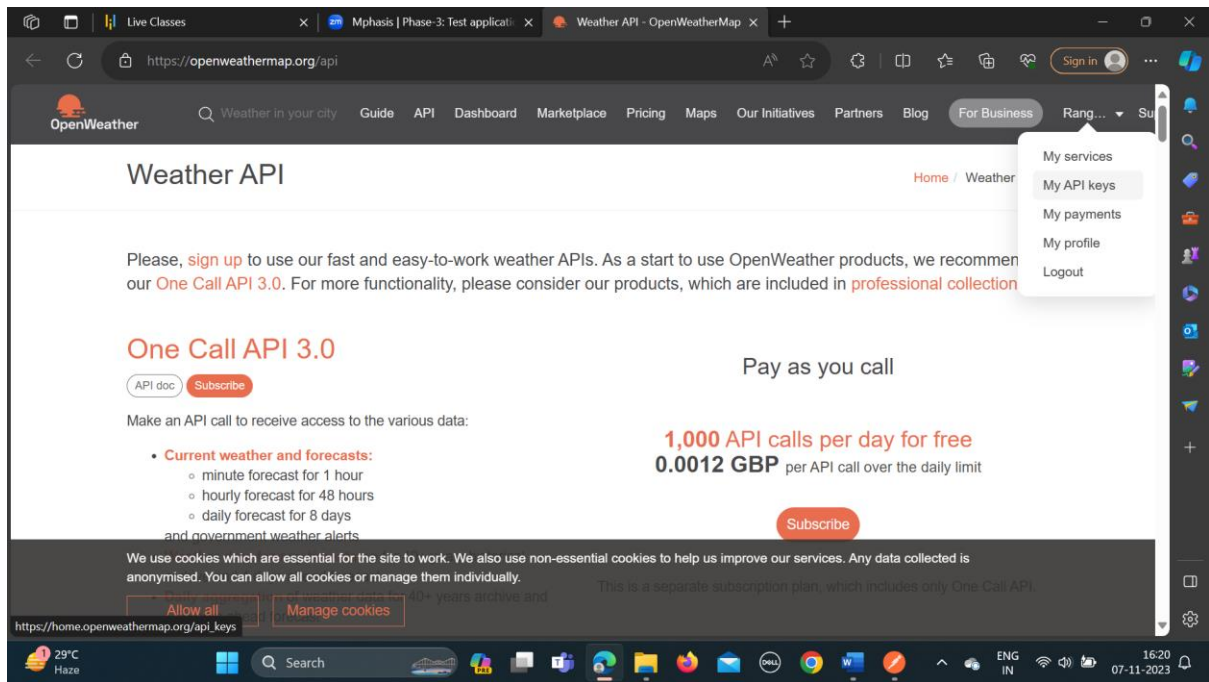 Live Classes
zm Mphasis | Phase-3: Test applicati
Weather API - OpenWeatherMap
https://openweathermap.org/api
Sign in
OpenWeather
Weather in your city
Guide
API
Dashboard
Marketplace
Pricing
Maps
Our Initiatives
Partners
Blog
For Business
Rang...
Su
My services
My API keys
My payments
My profile
Logout
Weather API
Home / Weather
Please, sign up to use our fast and easy-to-work weather APIs. As a start to use OpenWeather products, we recommen
our One Call API 3.0. For more functionality, please consider our products, which are included in professional collection
One Call API 3.0
API doc
Subscribe
Make an API call to receive access to the various data:
• Current weather and forecasts:
◦ minute forecast for 1 hour
◦ hourly forecast for 48 hours
◦ daily forecast for 8 days
and government weather alerts
Pay as you call
1,000 API calls per day for free
0.0012 GBP per API call over the daily limit
Subscribe
This is a separate subscription plan, which includes only One Call API.
We use cookies which are essential for the site to work. We also use non-essential cookies to help us improve our services. Any data collected is
anonymised. You can allow all cookies or manage them individually.
40+ years archive and
Allow all
Manage cookies
https://home.openweathermap.org/api_keys
1
29°C
Haze
Search
PRE
DELL
ENG
IN
16:20
07-11-2023